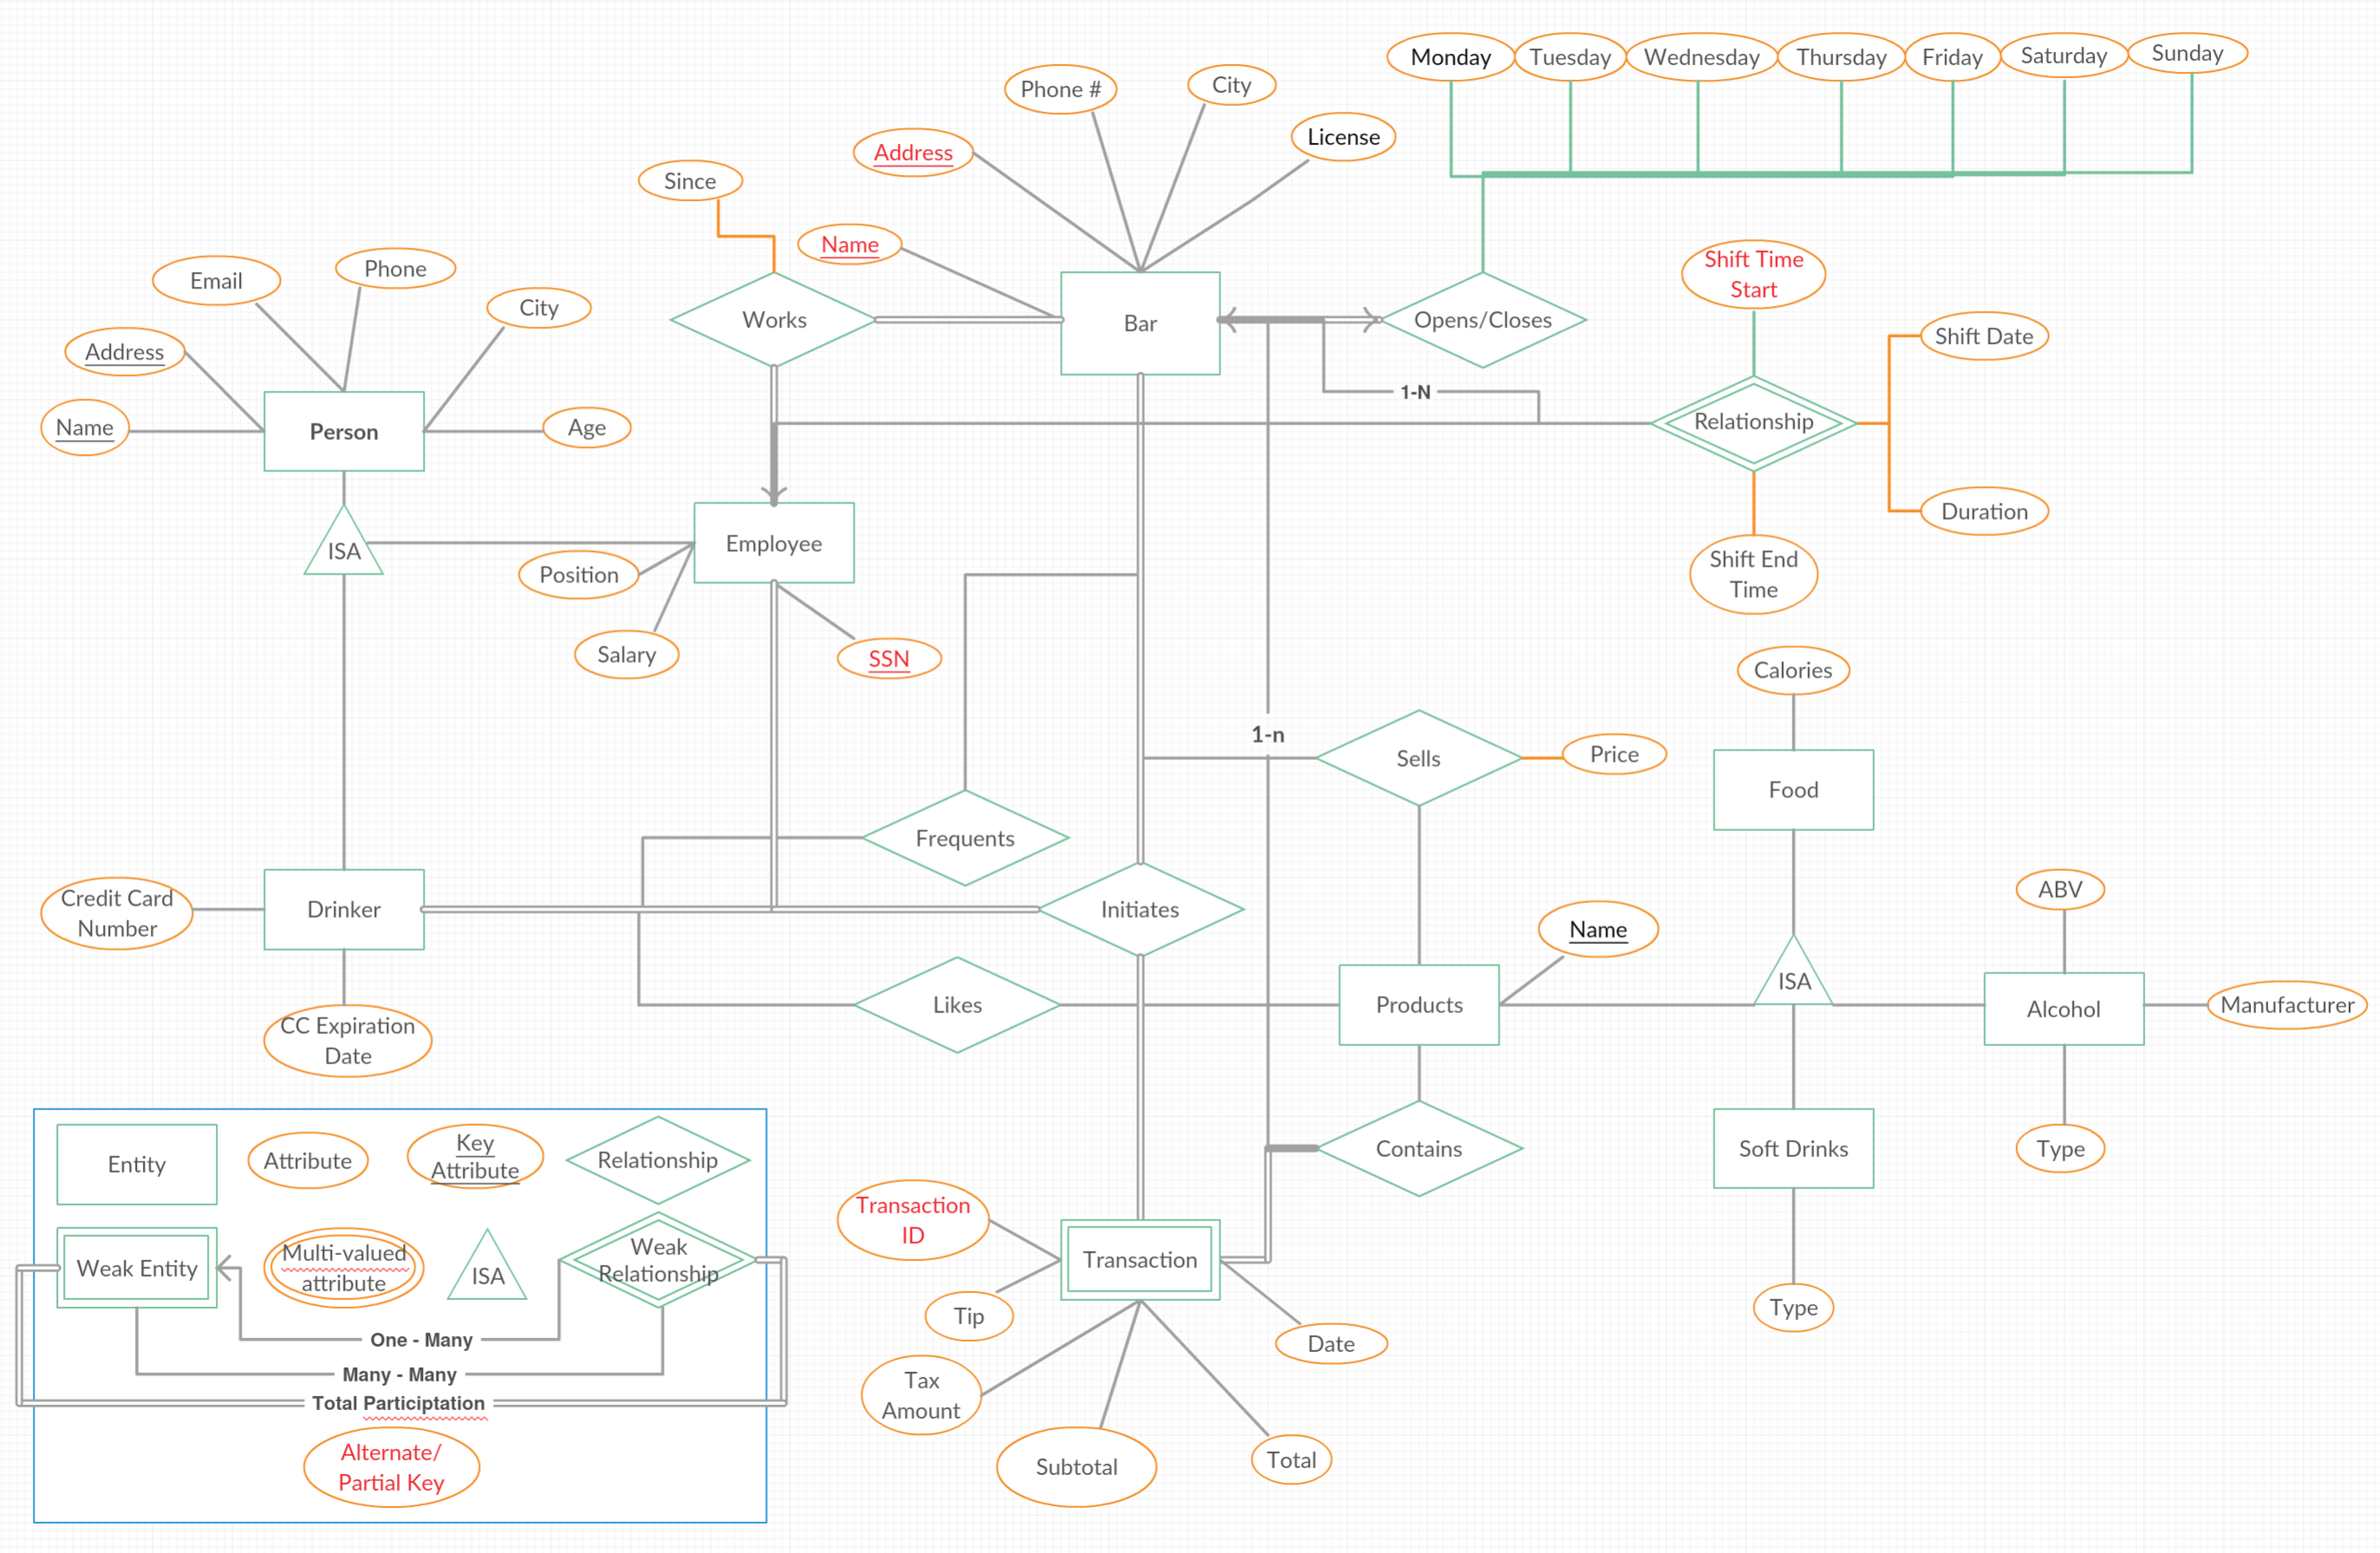 Monday
Tuesday
Wednesday
Thursday
Friday
Saturday
Sunday
Phone #
City
License
Address
Since
Name
Email
Phone
City
Address
Name
Person
Age
Works
Bar
Opens/Closes
Shift Time
Start
Shift Date
1-N
Relationship
Duration
Shift End
Time
ISA
Employee
Position
Salary
SSN
Calories
1-n
Sells
Price
Food
Frequents
Credit Card
Number
Drinker
Initiates
Name
ABV
CC Expiration
Date
Likes
Products
ISA
Alcohol
Manufacturer
Contains
Soft Drinks
Type
Type
Transaction
ID
Transaction
Tip
Date
Tax
Amount
Subtotal
Total
Entity
Attribute
Key
Attribute
Relationship
Weak Entity
Multi-valued
attribute
ISA
Weak
Relationship
One - Many
Many - Many
Total Participtation
Alternate/
Partial Key